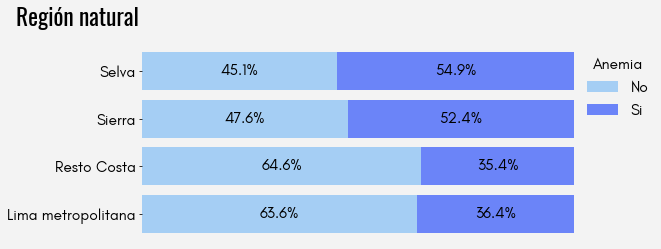 Región natural
Selva 45.1% 54.9%
Sierra 47.6% 52.4%
Resto Costa 64.6% 35.4%
Lima metropolitana 63.6% 36.4%
Anemia
No
Si